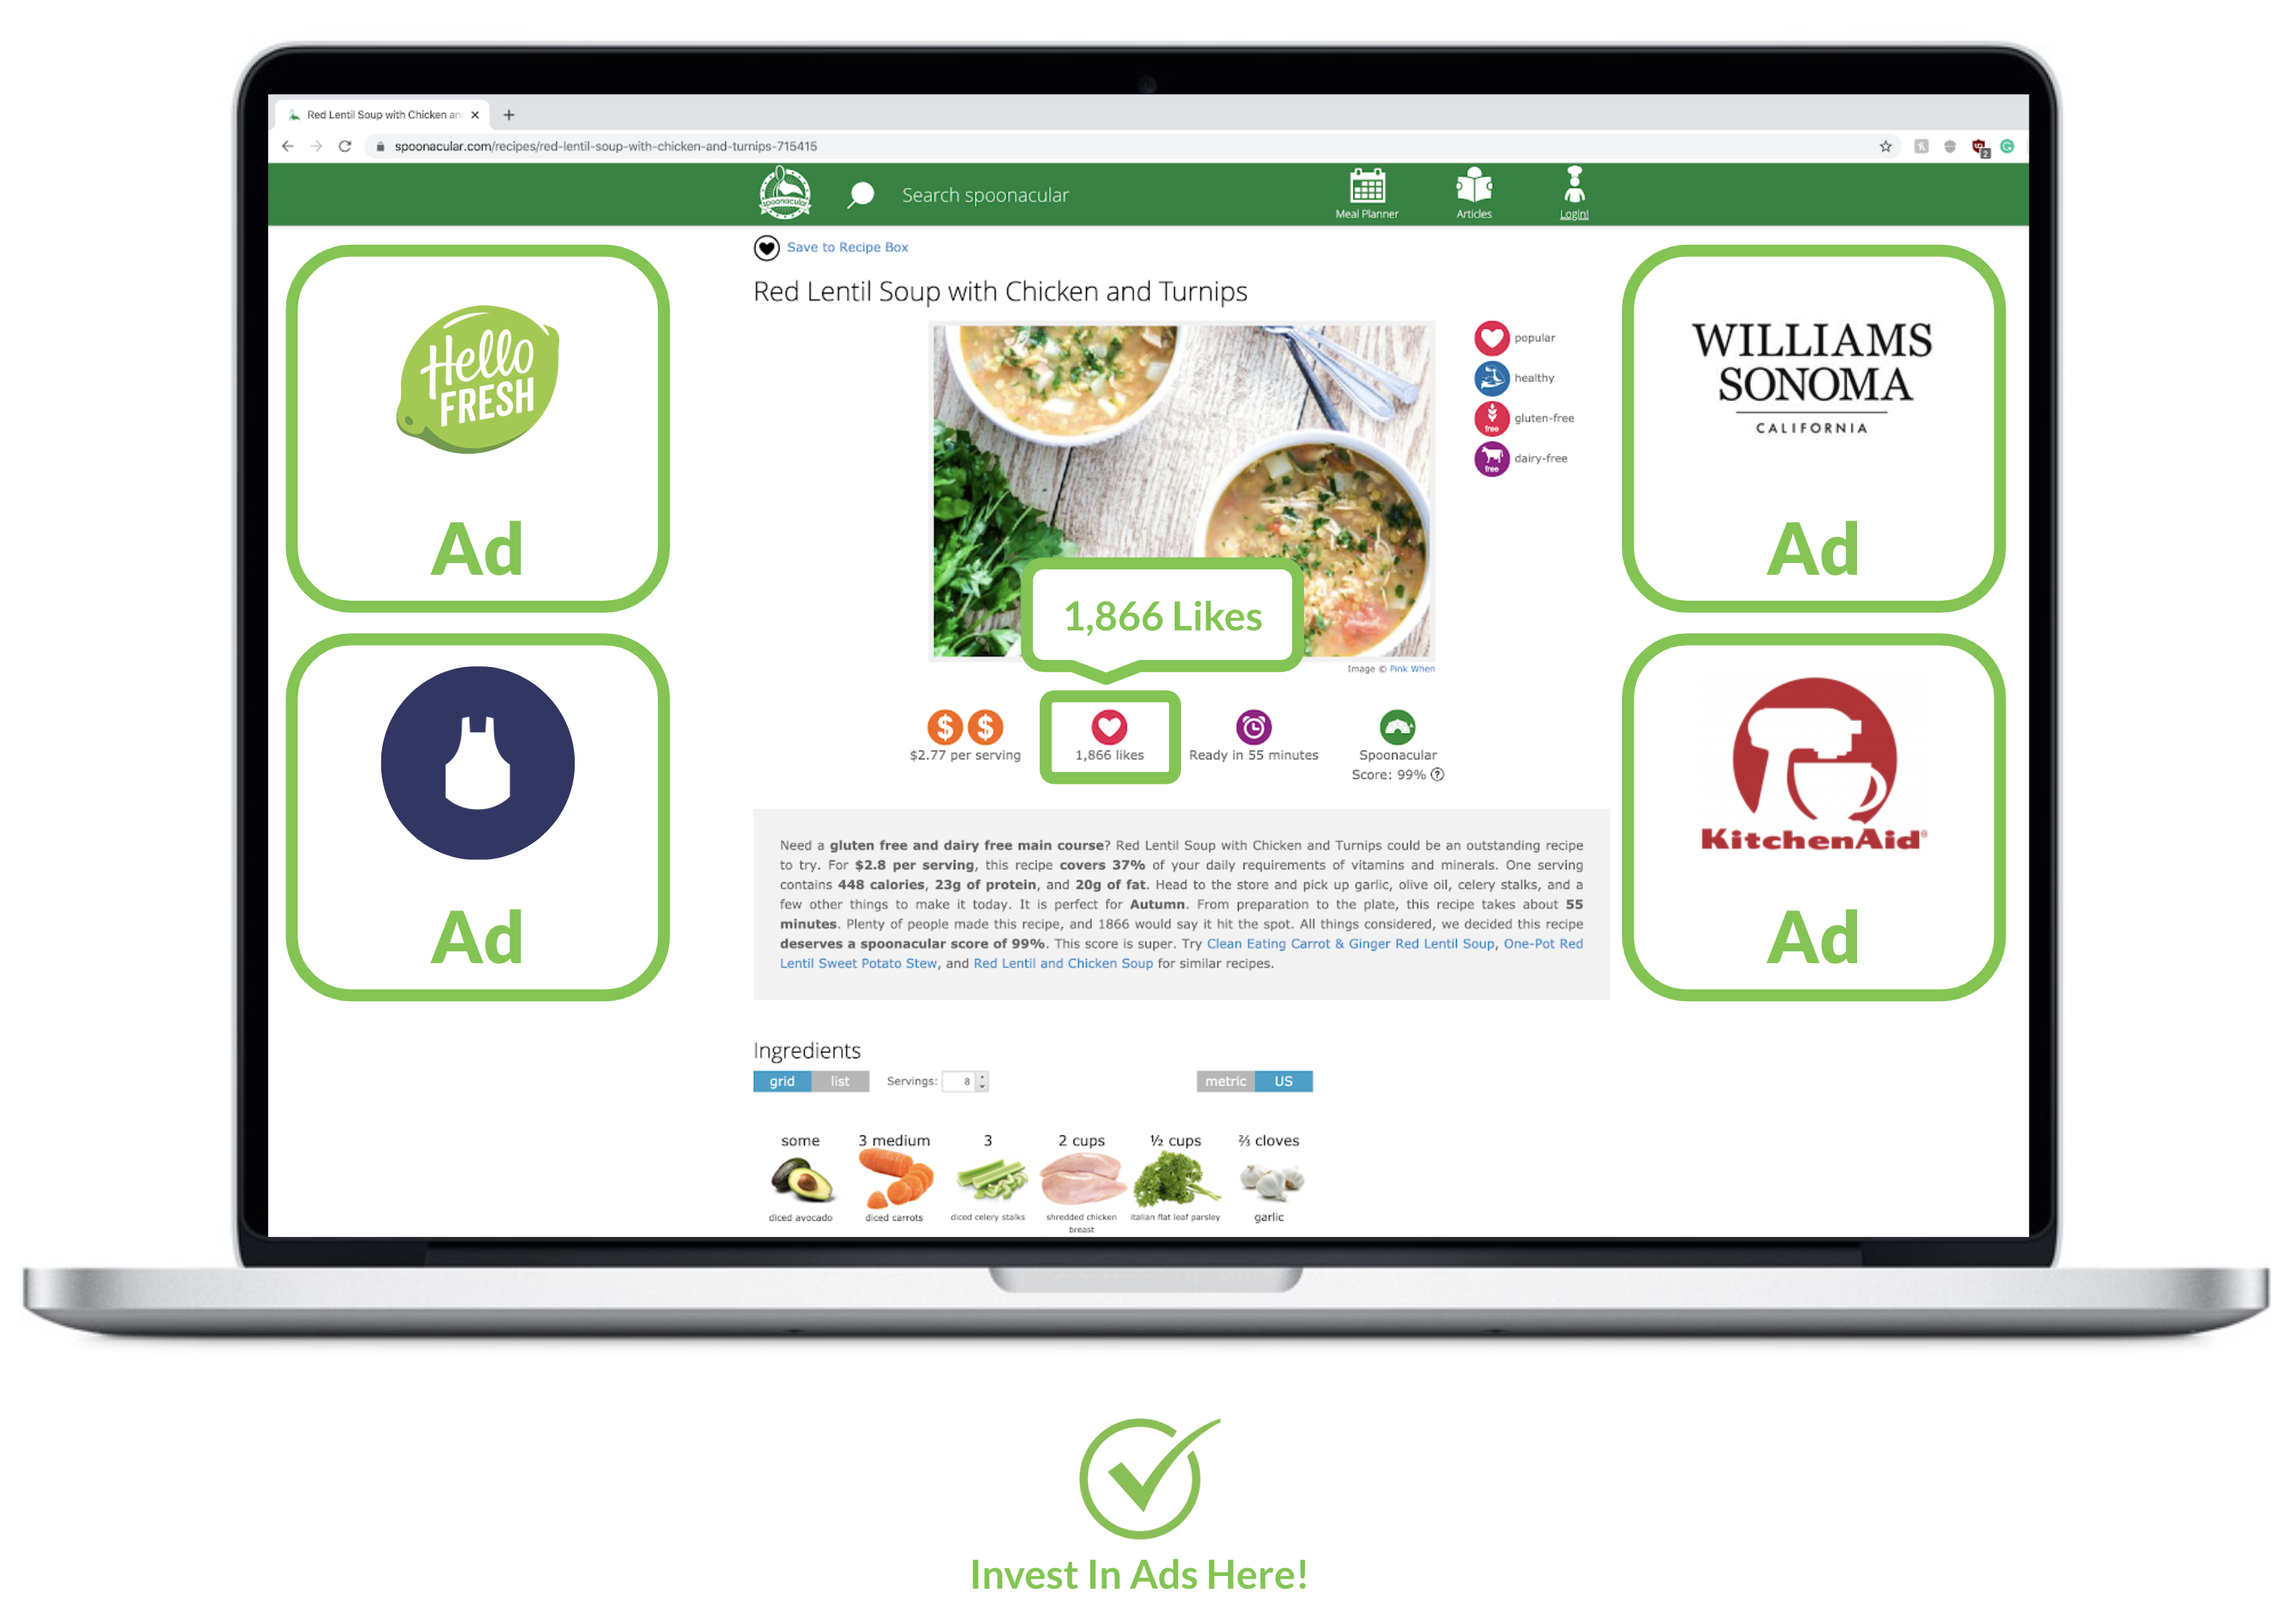 Red Lentil Soup with Chicken an
spoonacular.com/recipes/red-lentil-soup-with-chicken-and-turnips-715415
spoonacular
Search spoonacular
Meal Planner
Articles
Login!
Save to Recipe Box
Red Lentil Soup with Chicken and Turnips
Hello
FRESH
Ad
Ad
popular
healthy
free
gluten-free
free
dairy-free
1,866 Likes
Image © Pink When
$ $
$2.77 per serving
1,866 likes
Ready in 55 minutes
Spoonacular
Score: 99% ?
WILLIAMS
SONOMA
CALIFORNIA
Ad
KitchenAid®
Ad
Need a gluten free and dairy free main course? Red Lentil Soup with Chicken and Turnips could be an outstanding recipe
to try. For $2.8 per serving, this recipe covers 37% of your daily requirements of vitamins and minerals. One serving
contains 448 calories, 23g of protein, and 20g of fat. Head to the store and pick up garlic, olive oil, celery stalks, and a
few other things to make it today. It is perfect for Autumn. From preparation to the plate, this recipe takes about 55
minutes. Plenty of people made this recipe, and 1866 would say it hit the spot. All things considered, we decided this recipe
deserves a spoonacular score of 99%. This score is super. Try Clean Eating Carrot & Ginger Red Lentil Soup, One-Pot Red
Lentil Sweet Potato Stew, and Red Lentil and Chicken Soup for similar recipes.
Ingredients
grid list Servings: 8 metric US
some 3 medium 3 2 cups ½ cups ⅔ cloves
diced avocado diced carrots diced celery stalks shredded chicken italian flat leaf parsley garlic
breast
Invest In Ads Here!